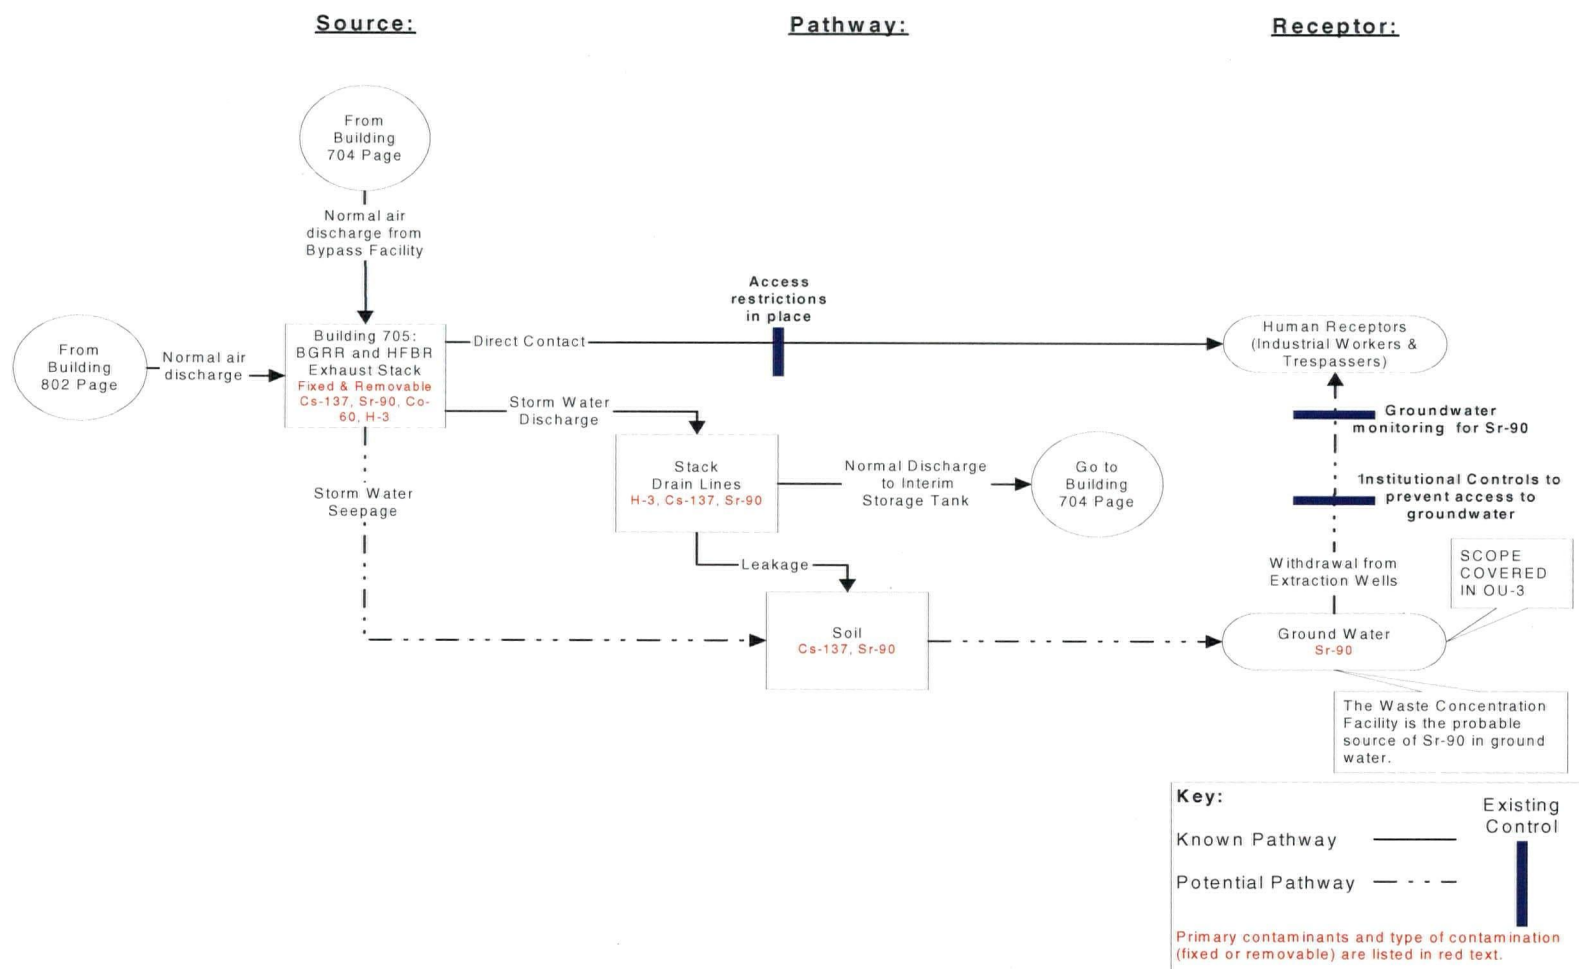 Source:
Pathway:
Receptor:
From
Building
704 Page
Normal air
discharge from
Bypass Facility
Access
restrictions
in place
From
Building
802 Page
Normal air
discharge
Building 705:
BGRR and HFBR
Exhaust Stack
Fixed & Removable
Cs-137, Sr-90, Co-
60, H-3
Direct Contact
Human Receptors
(Industrial Workers &
Trespassers)
Storm Water
Discharge
Groundwater
monitoring for Sr-90
Stack
Drain Lines
H-3, Cs-137, Sr-90
Normal Discharge
to Interim
Storage Tank
Go to
Building
704 Page
Institutional Controls to
prevent access to
groundwater
Storm Water
Seepage
Leakage
Withdrawal from
Extraction Wells
SCOPE
COVERED
IN OU-3
Soil
Cs-137, Sr-90
Ground Water
Sr-90
The Waste Concentration
Facility is the probable
source of Sr-90 in ground
water.
Key:
Existing
Control
Known Pathway
Potential Pathway
Primary contaminants and type of contamination
(fixed or removable) are listed in red text.